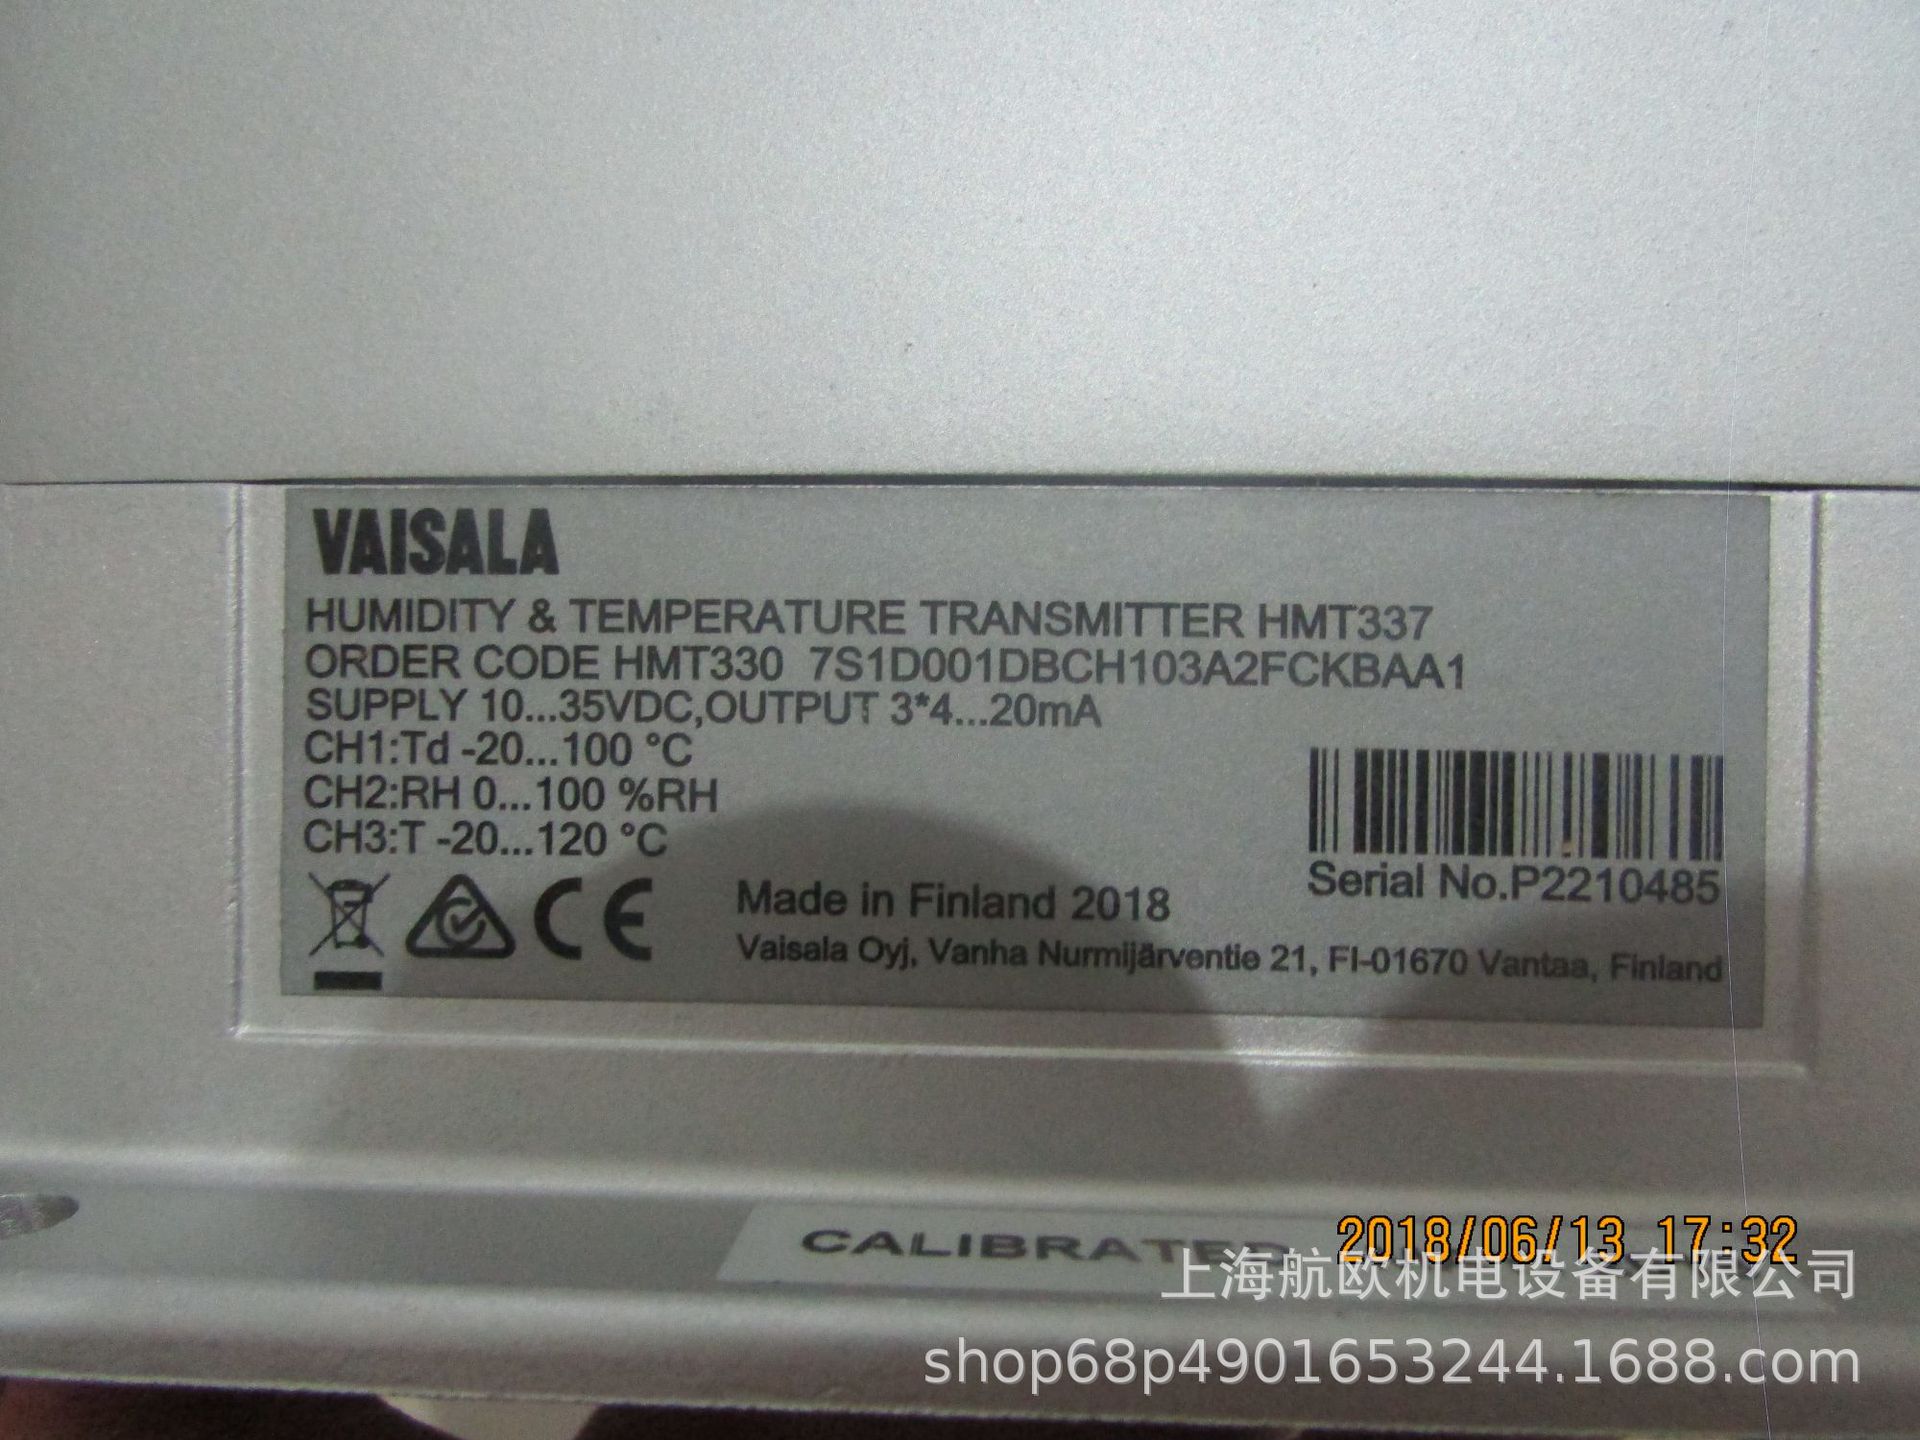 VAISALA
HUMIDITY & TEMPERATURE TRANSMITTER HMT337
ORDER CODE HMT330 7S1D001DBCH103A2FCKBAA1
SUPPLY 10...35VDC,OUTPUT 3*4...20mA
CH1:Td -20...100 °C
CH2:RH 0...100 %RH
CH3:T -20...120 °C
Serial No.P2210485
CE
Made in Finland 2018
Vaisala Oyj, Vanha Nurmijärventie 21, FI-01670 Vantaa, Finland
CALIBRATED
2018/06/13 17:32
上海航欧机电设备有限公司
shop68p4901653244.1688.com